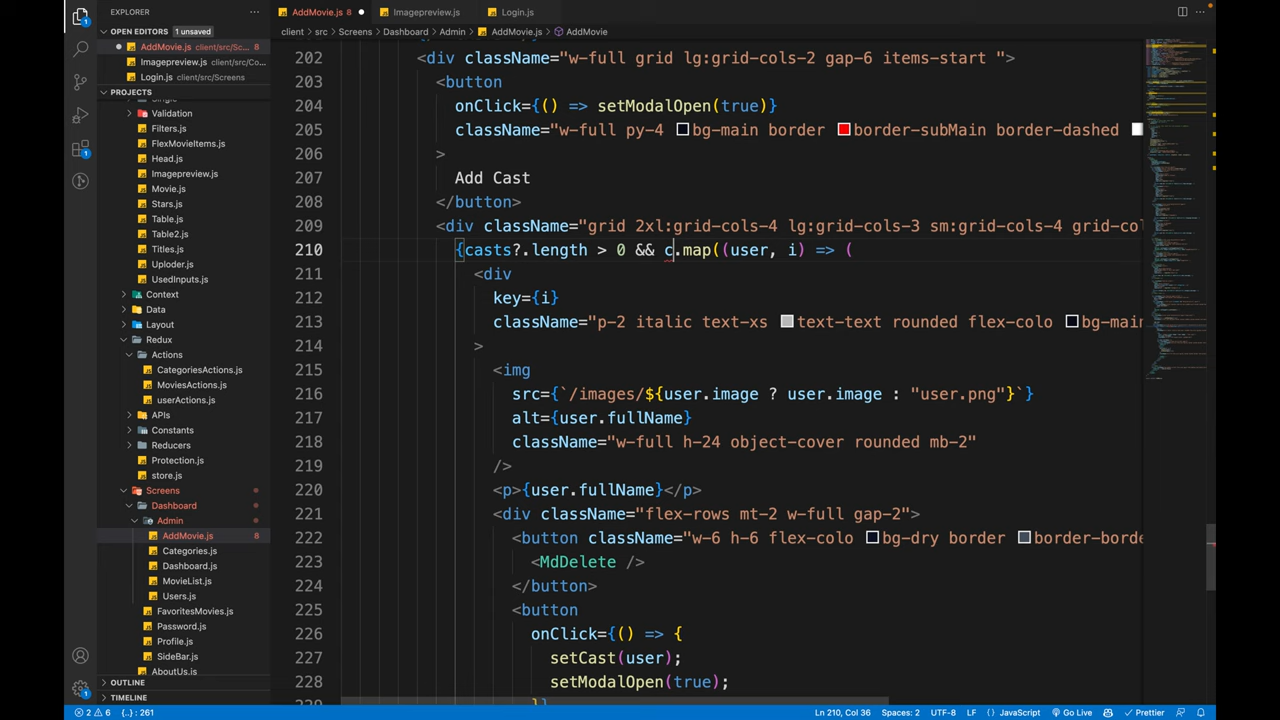 EXPLORER
OPEN EDITORS 1 unsaved
AddMovie.js client/src/Sc... 8
Imagepreview.js client/src/Co...
Login.js client/src/Screens
PROJECTS
Validation
Filters.js
FlexMovieItems.js
Head.js
Imagepreview.js
Movie.js
Stars.js
Table.js
Table2.js
Titles.js
Uploder.js
UsedInputs.js
Context
Data
Layout
Redux
Actions
CategoriesActions.js
MoviesActions.js
userActions.js
APIs
Constants
Reducers
Protection.js
store.js
Screens
Dashboard
Admin
AddMovie.js 8
Categories.js
Dashboard.js
MovieList.js
Users.js
FavoritesMovies.js
Password.js
Profile.js
SideBar.js
AboutUs.js
OUTLINE
TIMELINE
AddMovie.js 8
Imagepreview.js
Login.js
client > src > Screens > Dashboard > Admin > AddMovie.js > AddMovie
202 <div className="w-full grid lg:grid-cols-2 gap-6 items-start ">
203 <button
204 onClick={() => setModalOpen(true)}
205 className="w-full py-4 bg-main border border-subMain border-dashed
206 >
207 Add Cast
208 </button>
209 <div className="grid 2xl:grid-cols-4 lg:grid-cols-3 sm:grid-cols-4 grid-co
210 {casts?.length > 0 && c.map((user, i) => (
211 <div
212 key={i}
213 className="p-2 italic text-xs text-text rounded flex-colo bg-main
214 >
215 <img
216 src={`/images/${user.image ? user.image : "user.png"}`}
217 alt={user.fullName}
218 className="w-full h-24 object-cover rounded mb-2"
219 />
220 <p>{user.fullName}</p>
221 <div className="flex-rows mt-2 w-full gap-2">
222 <button className="w-6 h-6 flex-colo bg-dry border border-borde
223 <MdDelete />
224 </button>
225 <button
226 onClick={() => {
227 setCast(user);
228 setModalOpen(true);
2 6 {..} : 261 Ln 210, Col 36 Spaces: 2 UTF-8 LF {} JavaScript Go Live Prettier